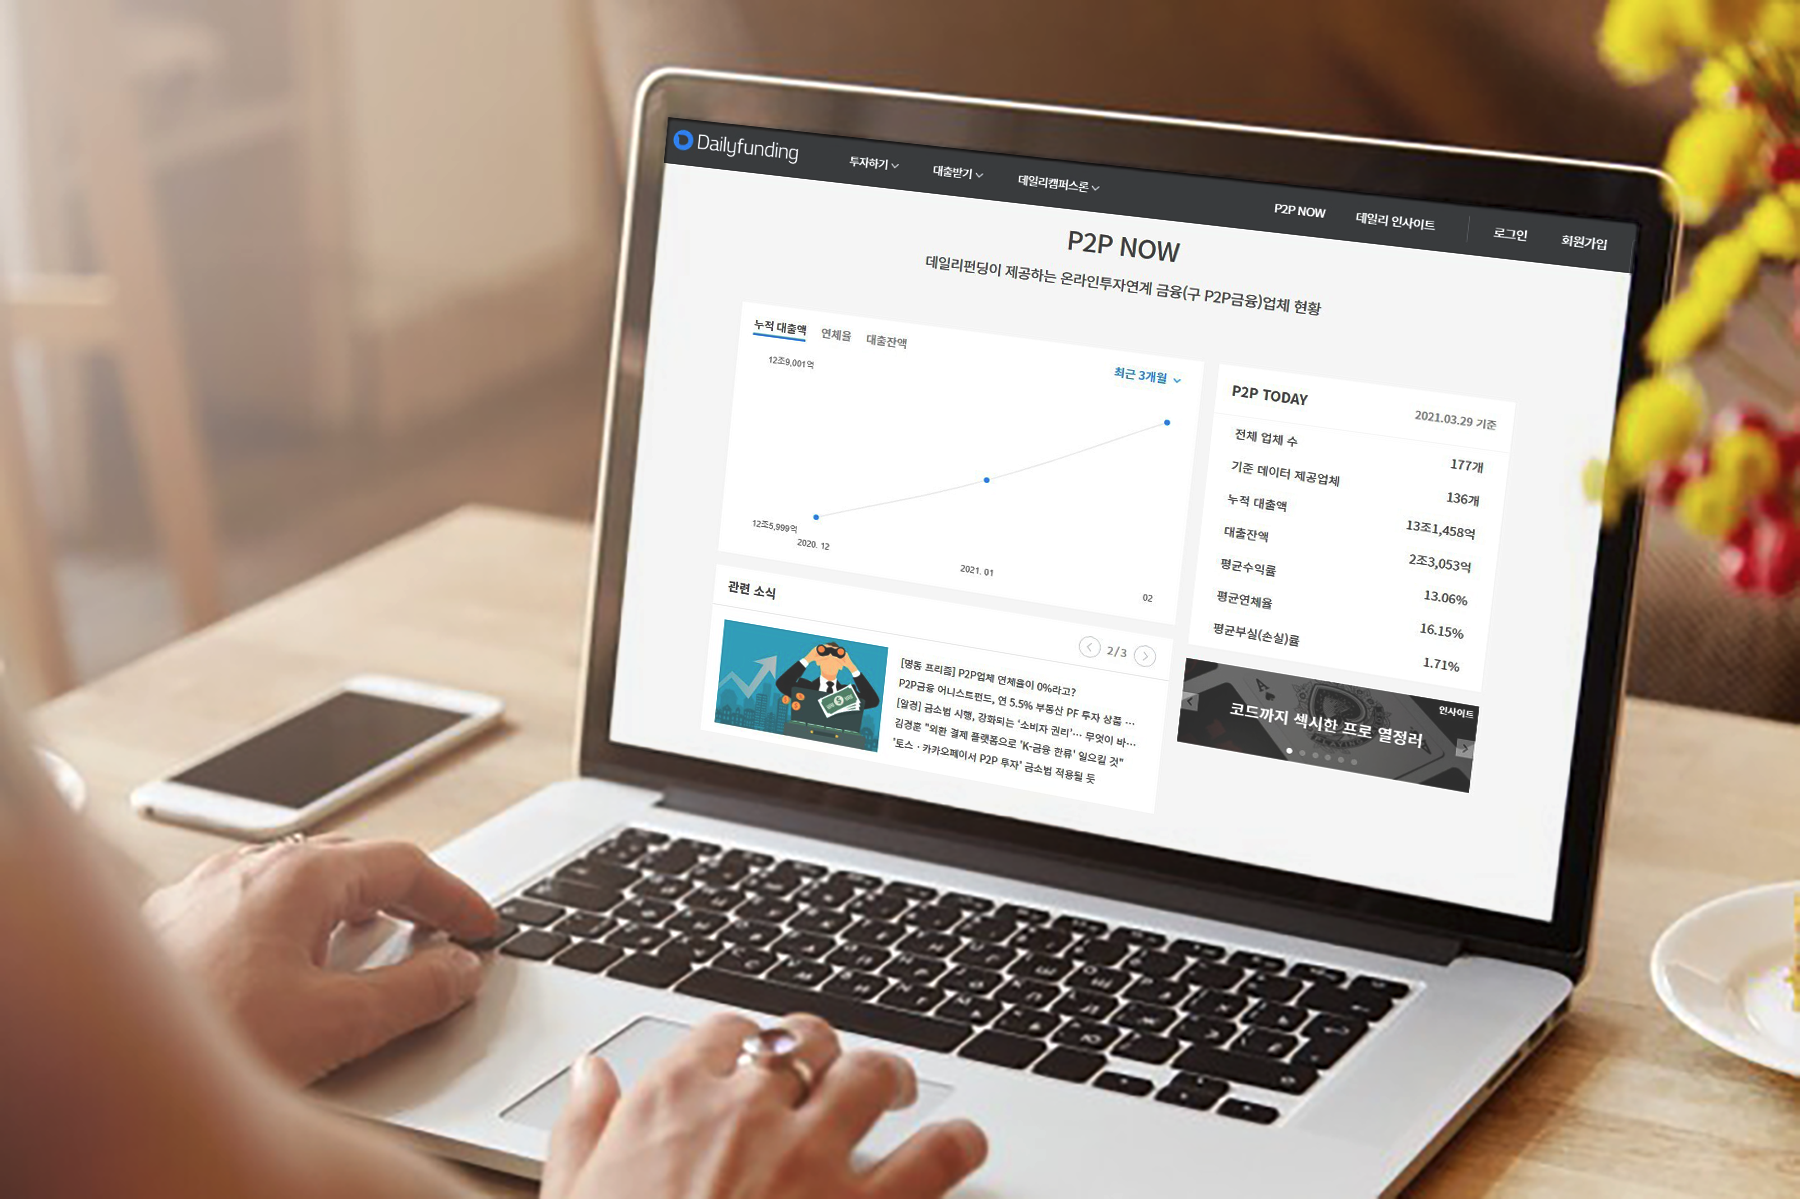 Dailyfunding
투자하기
대출받기
데일리캠퍼스론
P2P NOW
데일리 인사이트
로그인
회원가입
P2P NOW
데일리펀딩이 제공하는 온라인투자연계 금융(구 P2P금융)업체 현황
누적 대출액
연체율
대출잔액
최근 3개월
12조9,001억
12조5,999억
2020. 12
2021. 01
02
P2P TODAY
2021.03.29 기준
전체 업체 수
177개
기준 데이터 제공업체
136개
누적 대출액
13조1,458억
대출잔액
2조3,053억
평균수익률
13.06%
평균연체율
16.15%
평균부실(손실)률
1.71%
관련 소식
2/3
[명동 프리즘] P2P업체 연체율이 0%라고?
P2P금융 어니스트펀드, 연 5.5% 부동산 PF 투자 상품 ···
[알경] 금소법 시행, 강화되는 '소비자 권리'··· 무엇이 바···
김경훈 "외환 결제 플랫폼으로 'K-금융 한류' 일으킬 것"
'토스·카카오페이서 P2P 투자' 금소법 적용될 듯
인사이트
코드까지 섹시한 프로 열정러